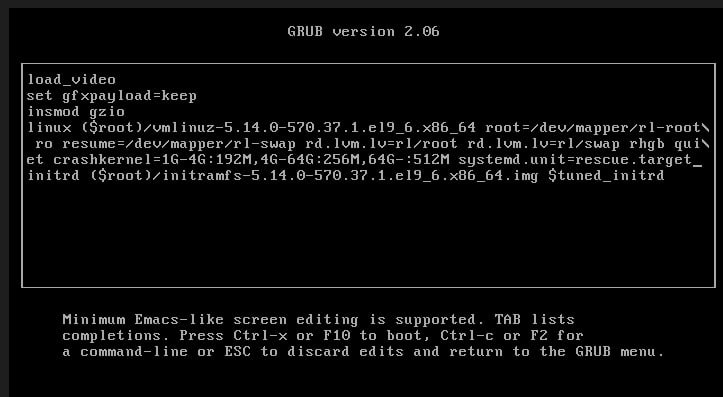 GRUB version 2.06
load_video
set gfxpayload=keep
insmod gzio
linux ($root)/vmlinuz-5.14.0-570.37.1.el9_6.x86_64 root=/dev/mapper/rl-root\
ro resume=/dev/mapper/rl-swap rd.lvm.lv=rl/root rd.lvm.lv=rl/swap rhgb qui\
et crashkernel=1G-4G:192M,4G-64G:256M,64G-:512M systemd.unit=rescue.target_
initrd ($root)/initramfs-5.14.0-570.37.1.el9_6.x86_64.img $tuned_initrd
Minimum Emacs-like screen editing is supported. TAB lists
completions. Press Ctrl-x or F10 to boot, Ctrl-c or F2 for
a command-line or ESC to discard edits and return to the GRUB menu.